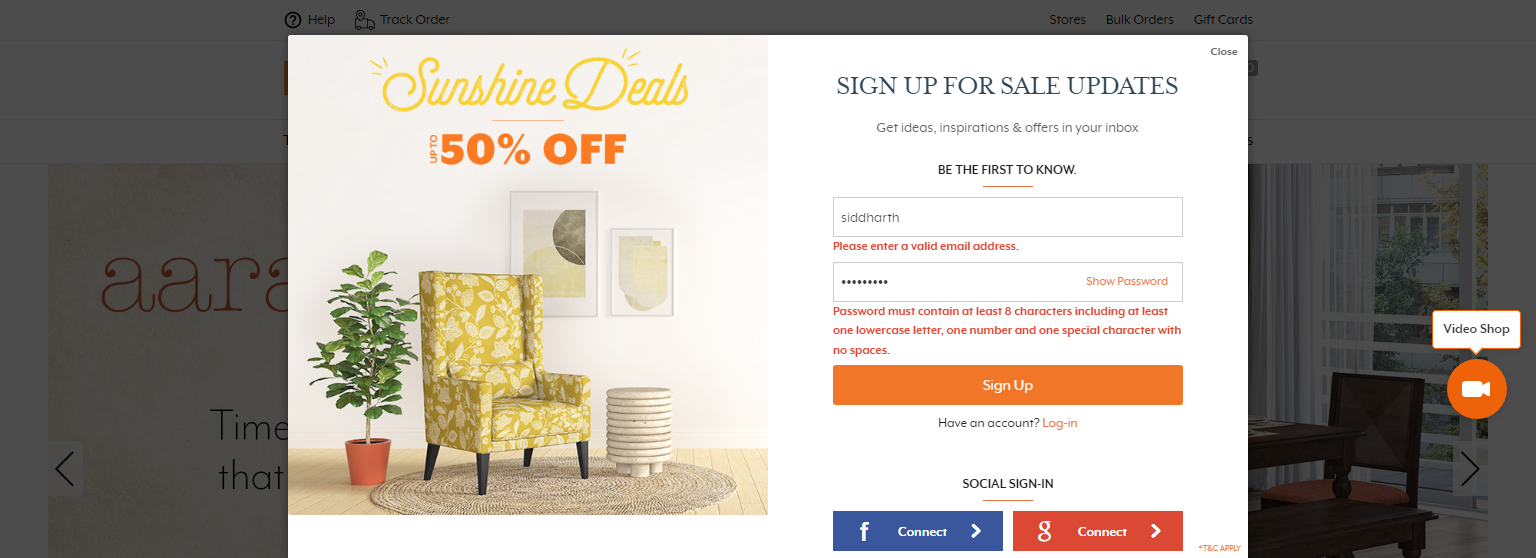 Help
Track Order
Stores
Bulk Orders
Gift Cards
Close
Sunshine Deals
UP TO
50% OFF
SIGN UP FOR SALE UPDATES
Get ideas, inspirations & offers in your inbox
BE THE FIRST TO KNOW.
siddharth
Please enter a valid email address.
•••••••••
Show Password
Password must contain at least 8 characters including at least
one lowercase letter, one number and one special character with
no spaces.
Sign Up
Have an account? Log-in
SOCIAL SIGN-IN
f Connect
g Connect
*T&C APPLY
aara
Time
that
Video Shop